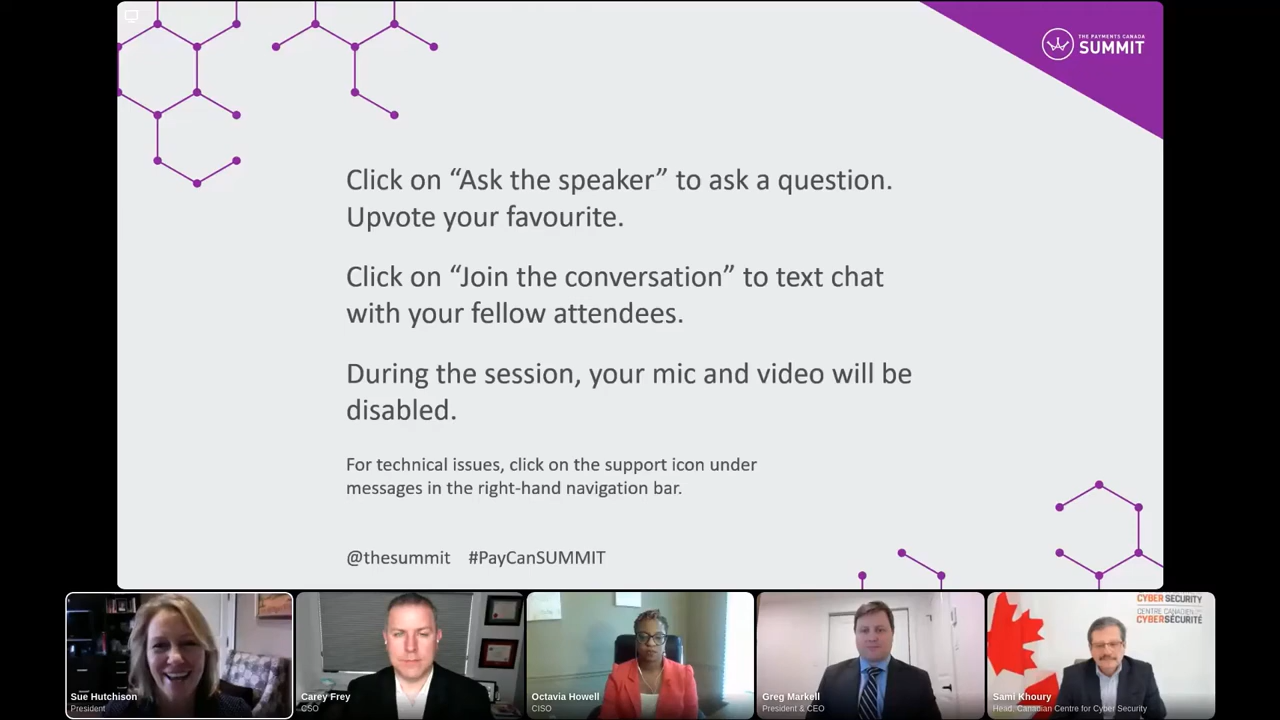 THE PAYMENTS CANADA
SUMMIT
Click on “Ask the speaker” to ask a question.
Upvote your favourite.
Click on “Join the conversation” to text chat
with your fellow attendees.
During the session, your mic and video will be
disabled.
For technical issues, click on the support icon under
messages in the right-hand navigation bar.
@thesummit #PayCanSUMMIT
Sue Hutchison
President
Carey Frey
CSO
Octavia Howell
CISO
Greg Markell
President & CEO
CYBER SECURITY
CENTRE CANADIEN
CYBERSÉCURITÉ
Sami Khoury
Head, Canadian Centre for Cyber Security